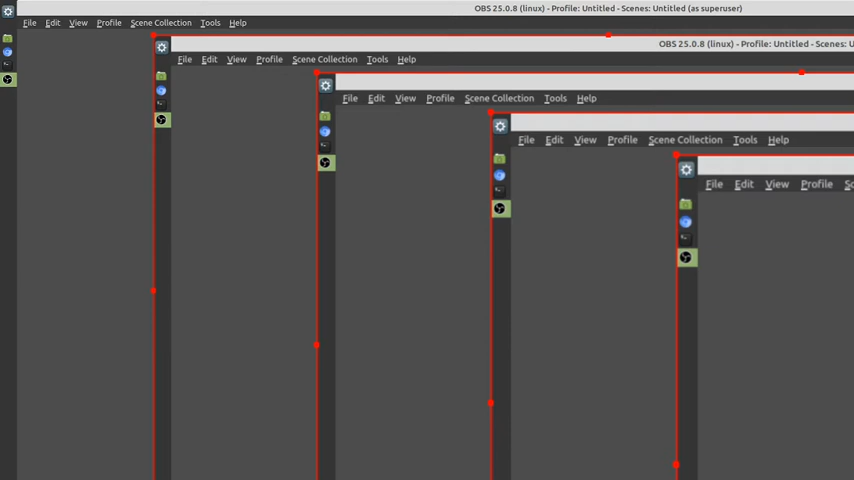 OBS 25.0.8 (linux) - Profile: Untitled - Scenes: Untitled (as superuser)
File Edit View Profile Scene Collection Tools Help
OBS 25.0.8 (linux) - Profile: Untitled - Scenes: U
File Edit View Profile Scene Collection Tools Help
File Edit View Profile Scene Collection Tools Help
File Edit View Profile Scene Collection Tools Help
File Edit View Profile Sc